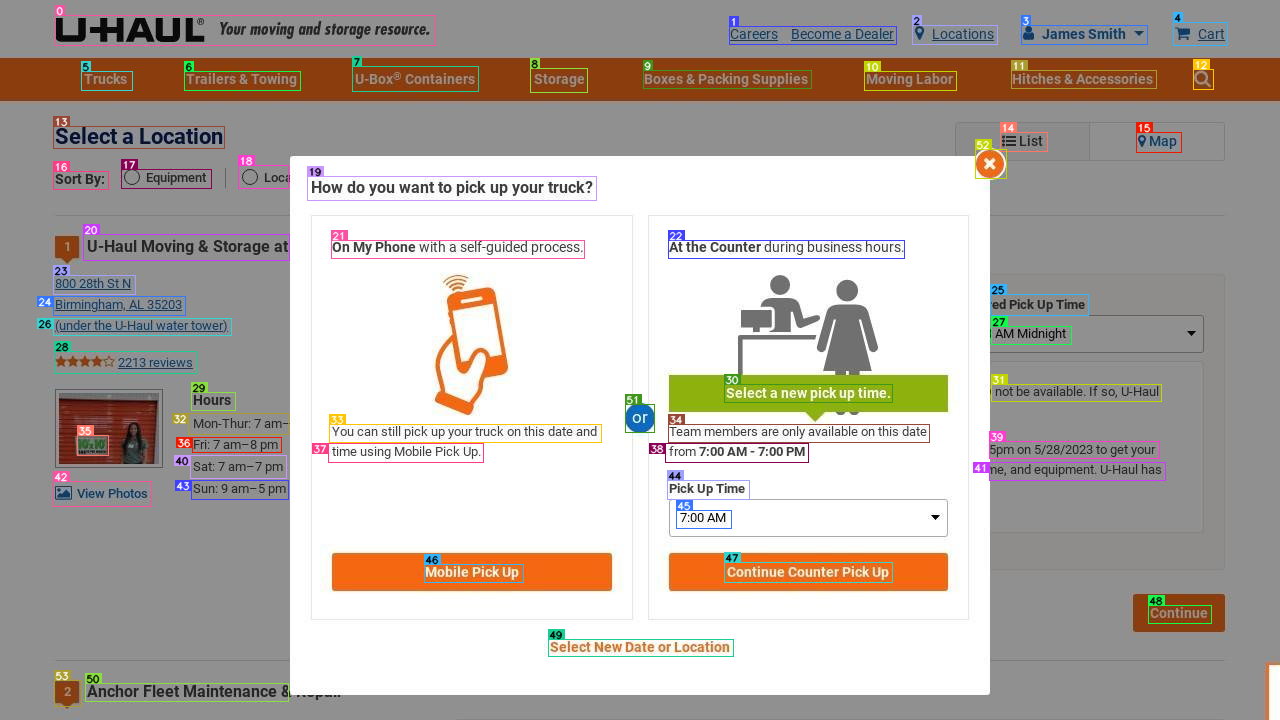 U-HAUL® Your moving and storage resource.
Careers Become a Dealer Locations James Smith Cart
Trucks Trailers & Towing U-Box® Containers Storage Boxes & Packing Supplies Moving Labor Hitches & Accessories
Select a Location
List Map
Sort By: Equipment Loca
How do you want to pick up your truck?
1 U-Haul Moving & Storage at
On My Phone with a self-guided process.
At the Counter during business hours.
800 28th St N
Birmingham, AL 35203
(under the U-Haul water tower)
2213 reviews
ed Pick Up Time
AM Midnight
Hours
Mon-Thur: 7 am–
Fri: 7 am–8 pm
Sat: 7 am–7 pm
Sun: 9 am–5 pm
View Photos
or
Select a new pick up time.
not be available. If so, U-Haul
You can still pick up your truck on this date and
time using Mobile Pick Up.
Team members are only available on this date
from 7:00 AM - 7:00 PM
5pm on 5/28/2023 to get your
me, and equipment. U-Haul has
Pick Up Time
7:00 AM
Mobile Pick Up
Continue Counter Pick Up
Continue
Select New Date or Location
2 Anchor Fleet Maintenance & Repair